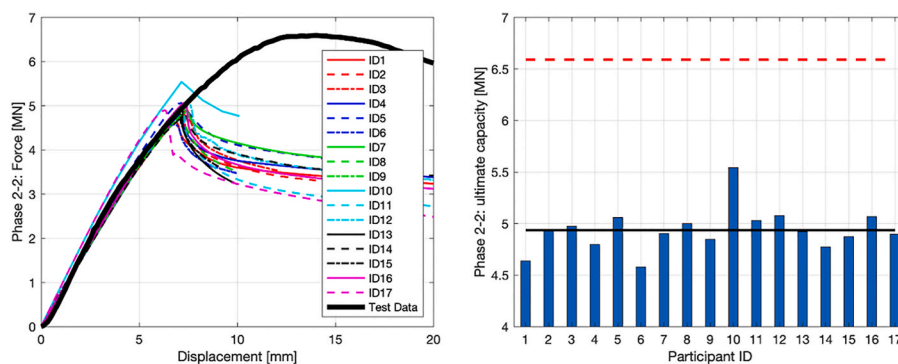 Phase 2-2: Force [MN]
7
6
5
4
3
2
1
0
0 5 10 15 20
Displacement [mm]
ID1
ID2
ID3
ID4
ID5
ID6
ID7
ID8
ID9
ID10
ID11
ID12
ID13
ID14
ID15
ID16
ID17
Test Data
Phase 2-2: ultimate capacity [MN]
7
6.5
6
5.5
5
4.5
4
1 2 3 4 5 6 7 8 9 10 11 12 13 14 15 16 17
Participant ID